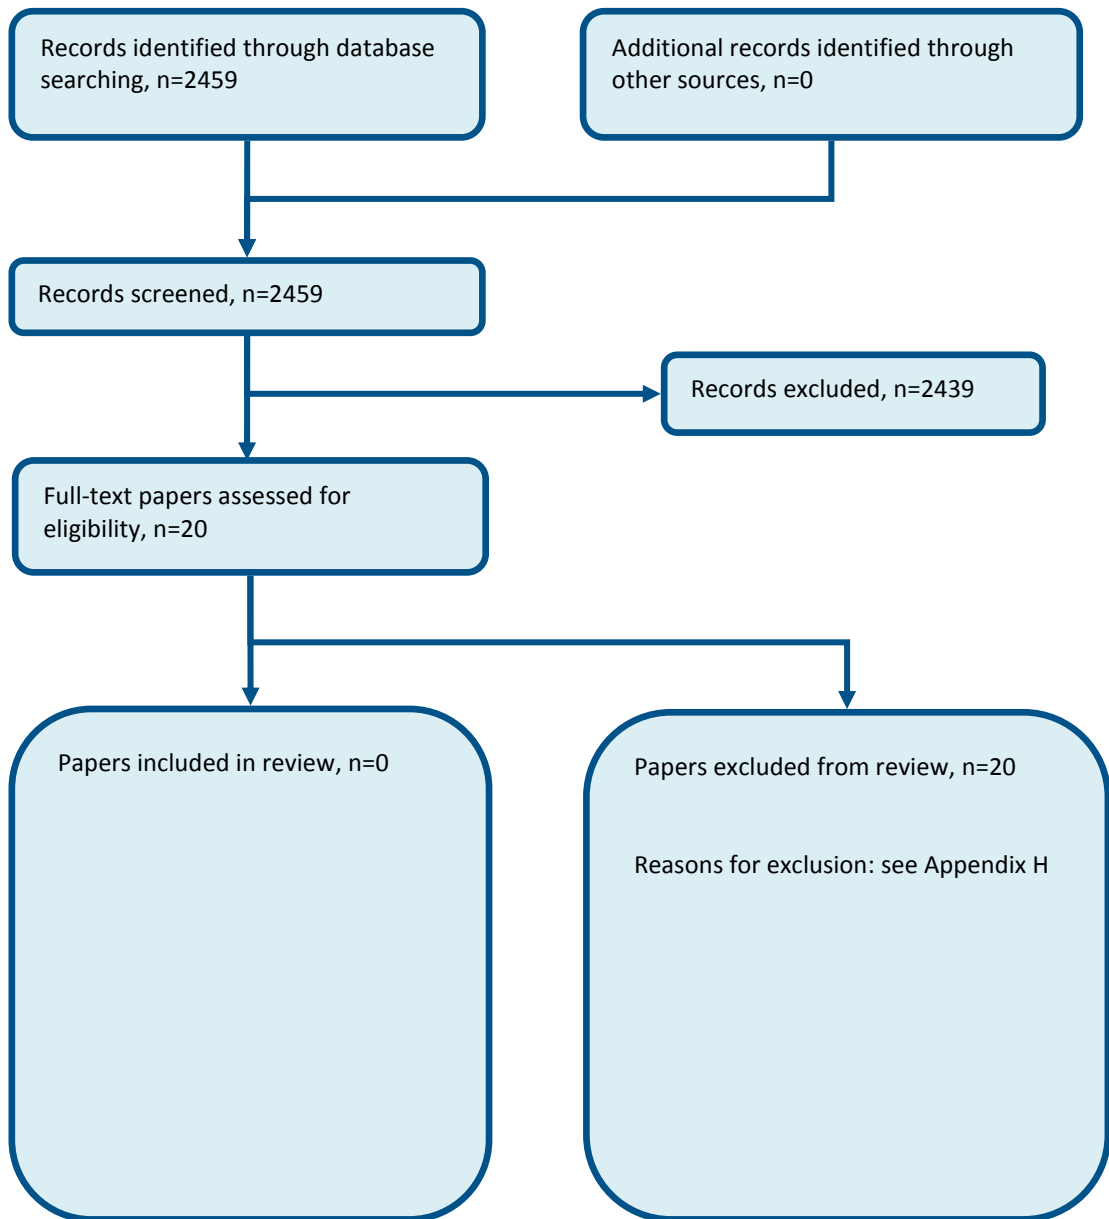 Records identified through database
searching, n=2459
Additional records identified through
other sources, n=0
Records screened, n=2459
Records excluded, n=2439
Full-text papers assessed for
eligibility, n=20
Papers included in review, n=0
Papers excluded from review, n=20
Reasons for exclusion: see Appendix H